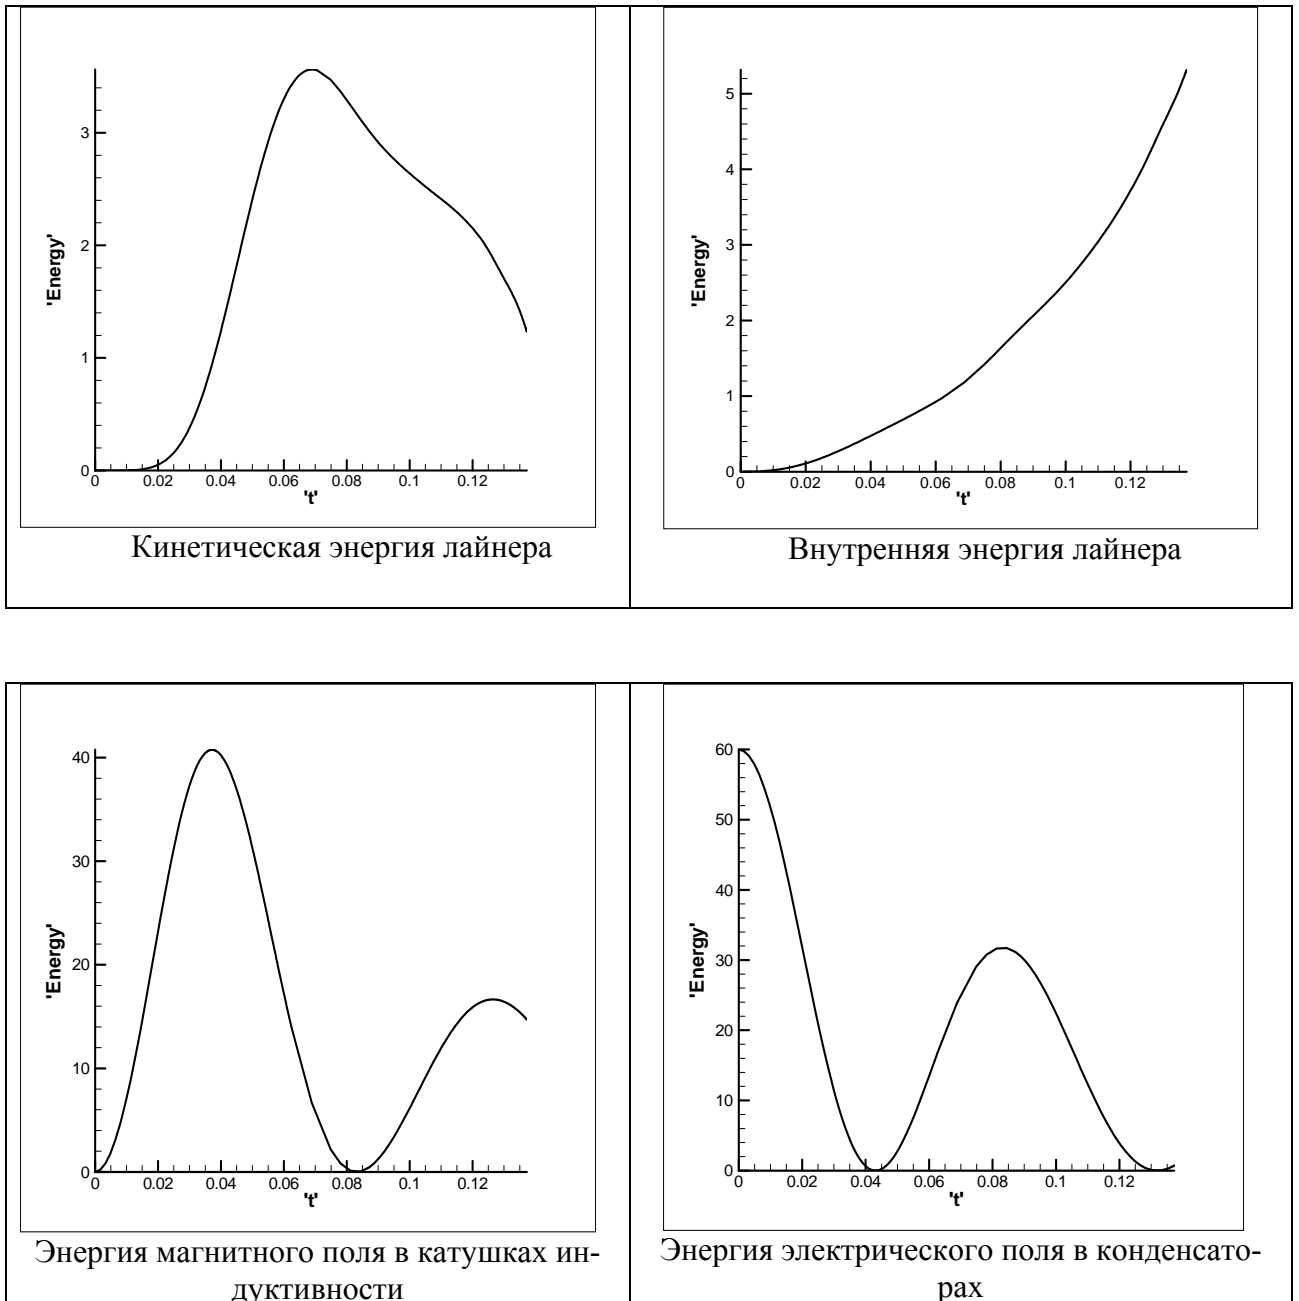 3
2
1
0
'Energy'
0 0.02 0.04 0.06 0.08 0.1 0.12
't'
Кинетическая энергия лайнера
5
4
3
2
1
0
'Energy'
0 0.02 0.04 0.06 0.08 0.1 0.12
't'
Внутренняя энергия лайнера
40
30
20
10
0
'Energy'
0 0.02 0.04 0.06 0.08 0.1 0.12
't'
Энергия магнитного поля в катушках ин-
дуктивности
60
50
40
30
20
10
0
'Energy'
0 0.02 0.04 0.06 0.08 0.1 0.12
't'
Энергия электрического поля в конденсато-
рах